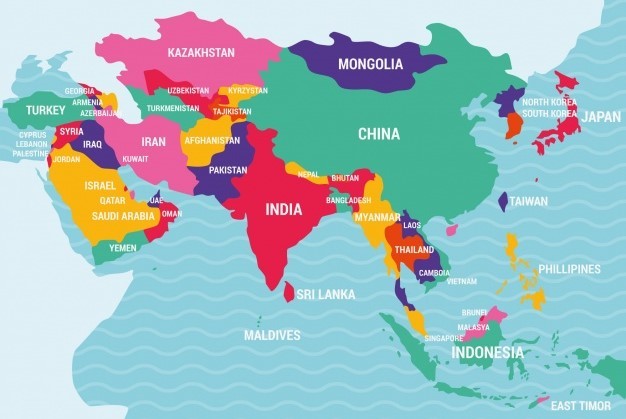 KAZAKHSTAN
MONGOLIA
GEORGIA
ARMENIA
AZERBAIJAN
UZBEKISTAN
KYRZYSTAN
TURKEY
TURKMENISTAN
TAJIKISTAN
NORTH KOREA
SOUTH KOREA
JAPAN
CYPRUS
LEBANON
PALESTINE
SYRIA
IRAQ
IRAN
AFGHANISTAN
CHINA
JORDAN
KUWAIT
PAKISTAN
NEPAL
BHUTAN
ISRAEL
QATAR
UAE
BANGLADESH
TAIWAN
SAUDI ARABIA
OMAN
INDIA
MYANMAR
LAOS
YEMEN
THAILAND
CAMBOIA
VIETNAM
PHILLIPINES
SRI LANKA
MALDIVES
BRUNEI
MALASYA
SINGAPORE
INDONESIA
EAST TIMOR